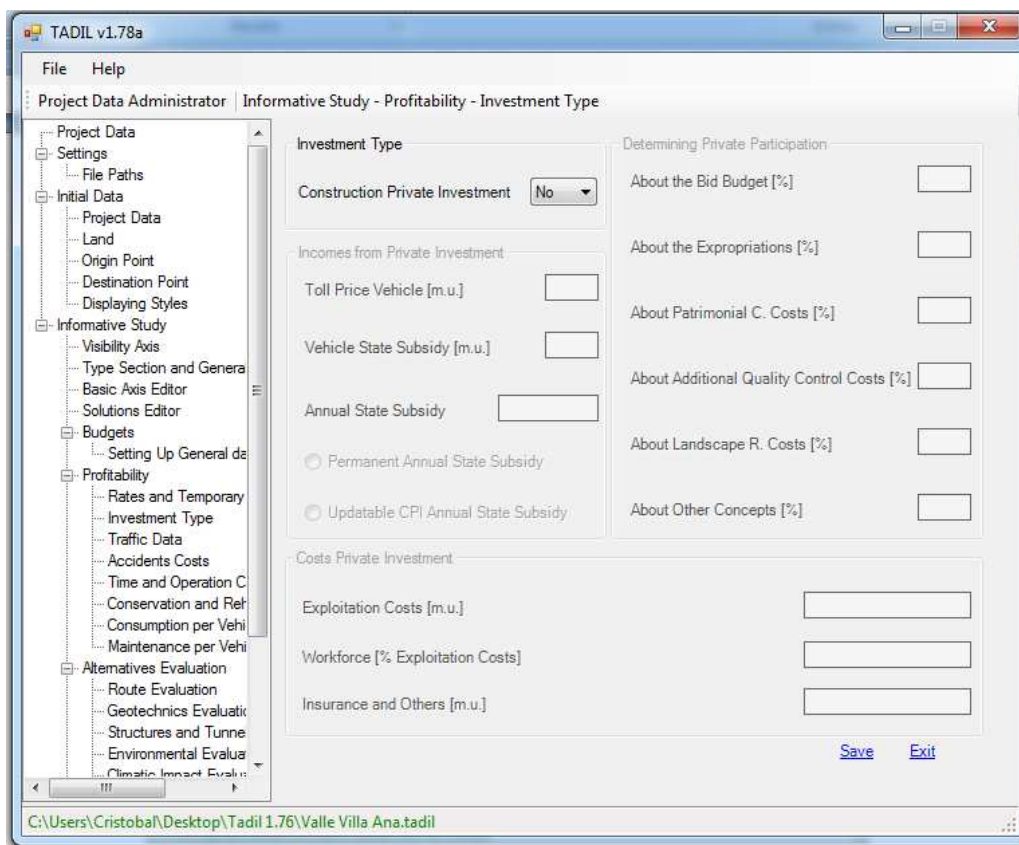 TADIL v1.78a
File Help
Project Data Administrator Informative Study - Profitability - Investment Type
Project Data
Settings
File Paths
Initial Data
Project Data
Land
Origin Point
Destination Point
Displaying Styles
Informative Study
Visibility Axis
Type Section and Genera
Basic Axis Editor
Solutions Editor
Budgets
Setting Up General da
Profitability
Rates and Temporary
Investment Type
Traffic Data
Accidents Costs
Time and Operation C
Conservation and Reh
Consumption per Vehi
Maintenance per Vehi
Alternatives Evaluation
Route Evaluation
Geotechnics Evaluatio
Structures and Tunne
Environmental Evalua
Climatic Impact Evalu
Investment Type
Construction Private Investment No
Incomes from Private Investment
Toll Price Vehicle [m.u.]
Vehicle State Subsidy [m.u.]
Annual State Subsidy
Permanent Annual State Subsidy
Updatable CPI Annual State Subsidy
Determining Private Participation
About the Bid Budget [%]
About the Expropriations [%]
About Patrimonial C. Costs [%]
About Additional Quality Control Costs [%]
About Landscape R. Costs [%]
About Other Concepts [%]
Costs Private Investment
Exploitation Costs [m.u.]
Workforce [% Exploitation Costs]
Insurance and Others [m.u.]
Save Exit
C:\Users\Cristobal\Desktop\Tadil 1.76\Valle Villa Ana.tadil